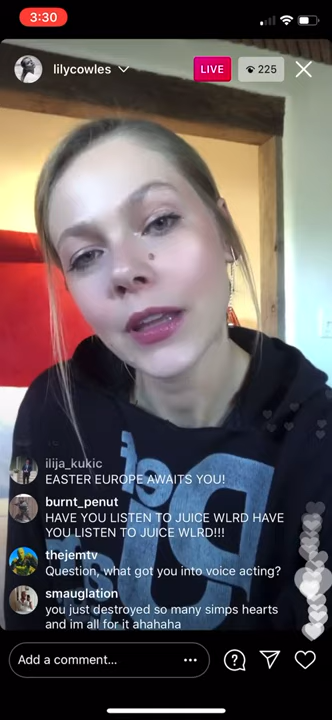 3:30
lilycowles
LIVE
225
ilija_kukic
EASTER EUROPE AWAITS YOU!
burnt_penut
HAVE YOU LISTEN TO JUICE WLRD HAVE
YOU LISTEN TO JUICE WLRD!!!
thejemtv
Question, what got you into voice acting?
smauglation
you just destroyed so many simps hearts
and im all for it ahahaha
Add a comment...